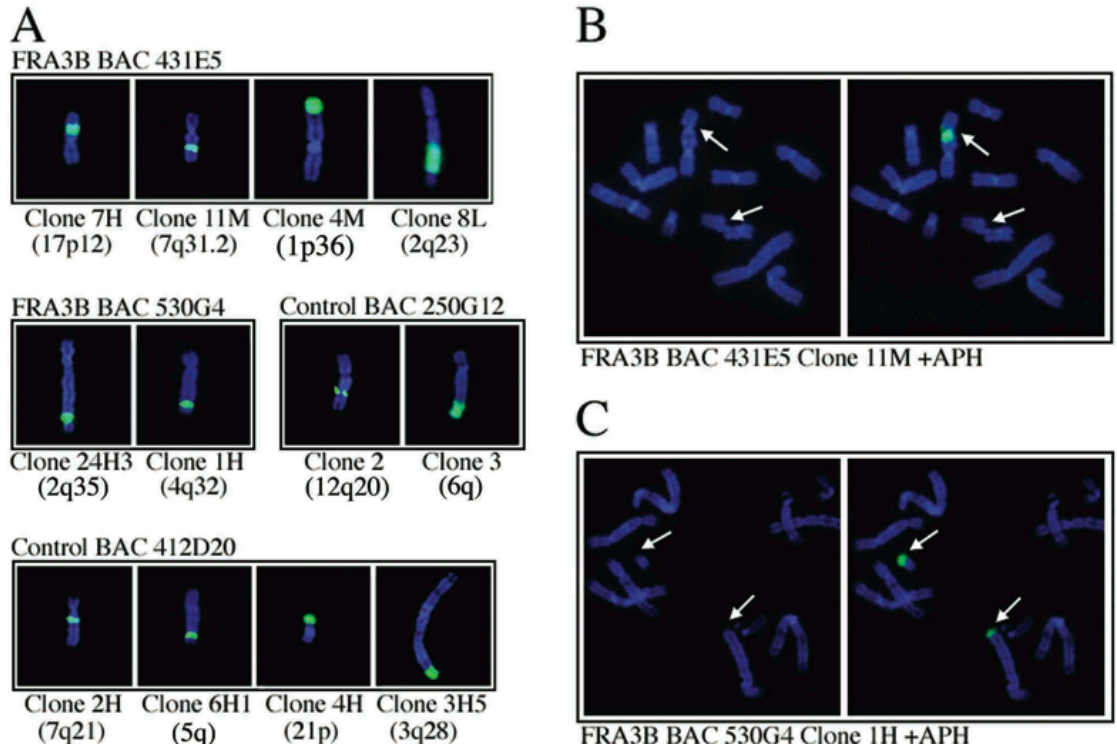 A
FRA3B BAC 431E5
Clone 7H Clone 11M Clone 4M Clone 8L
(17p12) (7q31.2) (1p36) (2q23)
FRA3B BAC 530G4
Clone 24H3 Clone 1H
(2q35) (4q32)
Control BAC 250G12
Clone 2 Clone 3
(12q20) (6q)
Control BAC 412D20
Clone 2H Clone 6H1 Clone 4H Clone 3H5
(7q21) (5q) (21p) (3q28)
B
FRA3B BAC 431E5 Clone 11M +APH
C
FRA3B BAC 530G4 Clone 1H +APH